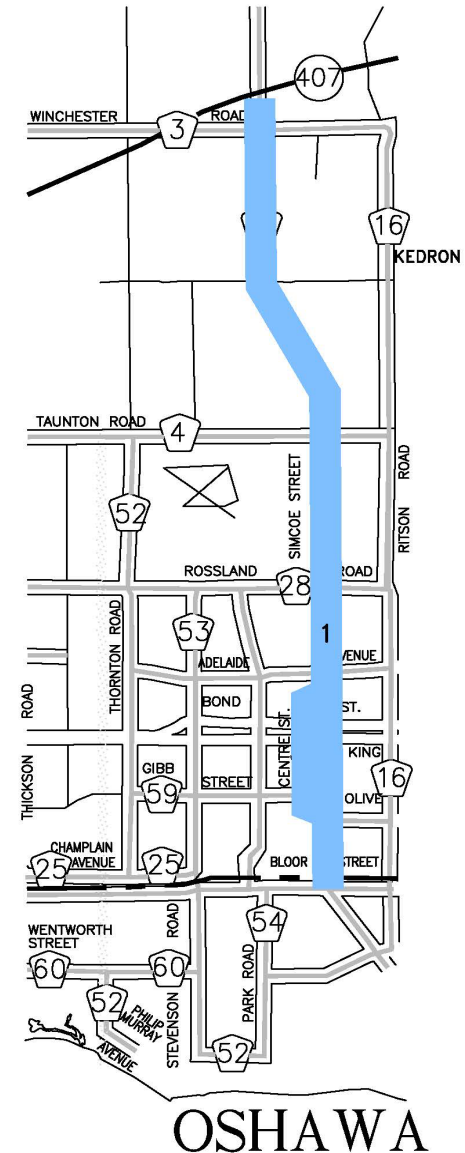 407
WINCHESTER
ROAD
3
16
KEDRON
TAUNTON ROAD
4
52
SIMCOE STREET
RITSON ROAD
ROSSLAND
ROAD
28
53
THORNTON ROAD
1
ADELAIDE
VENUE
BOND
ST.
CENTRE ST.
KING
THICKSON ROAD
GIBB
STREET
59
16
OLIVE
CHAMPLAIN
AVENUE
25
25
BLOOR
STREET
WENTWORTH
STREET
60
60
STEVENSON ROAD
PARK ROAD
54
52
PHILIP
MURRAY
AVENUE
52
OSHAWA